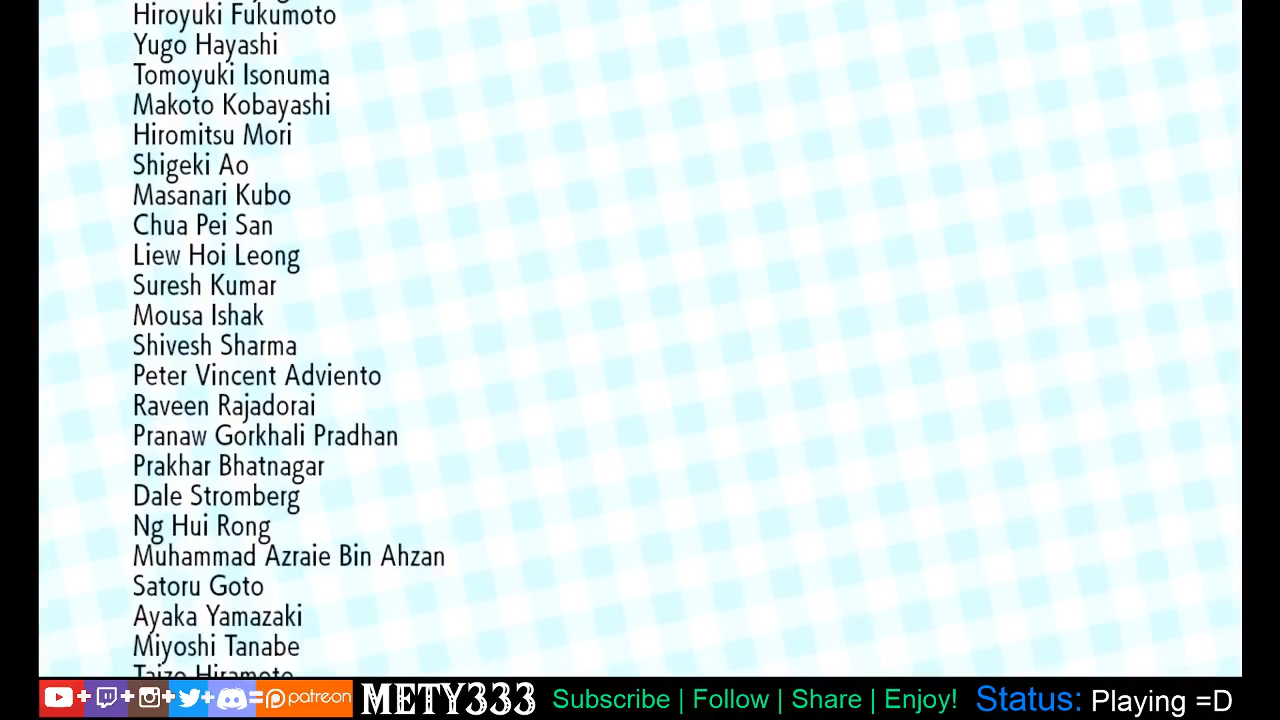 Hiroyuki Fukumoto
Yugo Hayashi
Tomoyuki Isonuma
Makoto Kobayashi
Hiromitsu Mori
Shigeki Ao
Masanari Kubo
Chua Pei San
Liew Hoi Leong
Suresh Kumar
Mousa Ishak
Shivesh Sharma
Peter Vincent Adviento
Raveen Rajadorai
Pranaw Gorkhali Pradhan
Prakhar Bhatnagar
Dale Stromberg
Ng Hui Rong
Muhammad Azraie Bin Ahzan
Satoru Goto
Ayaka Yamazaki
Miyoshi Tanabe
Taizo Hiramoto
+ + + + = patreon METY333 Subscribe | Follow | Share | Enjoy! Status: Playing =D